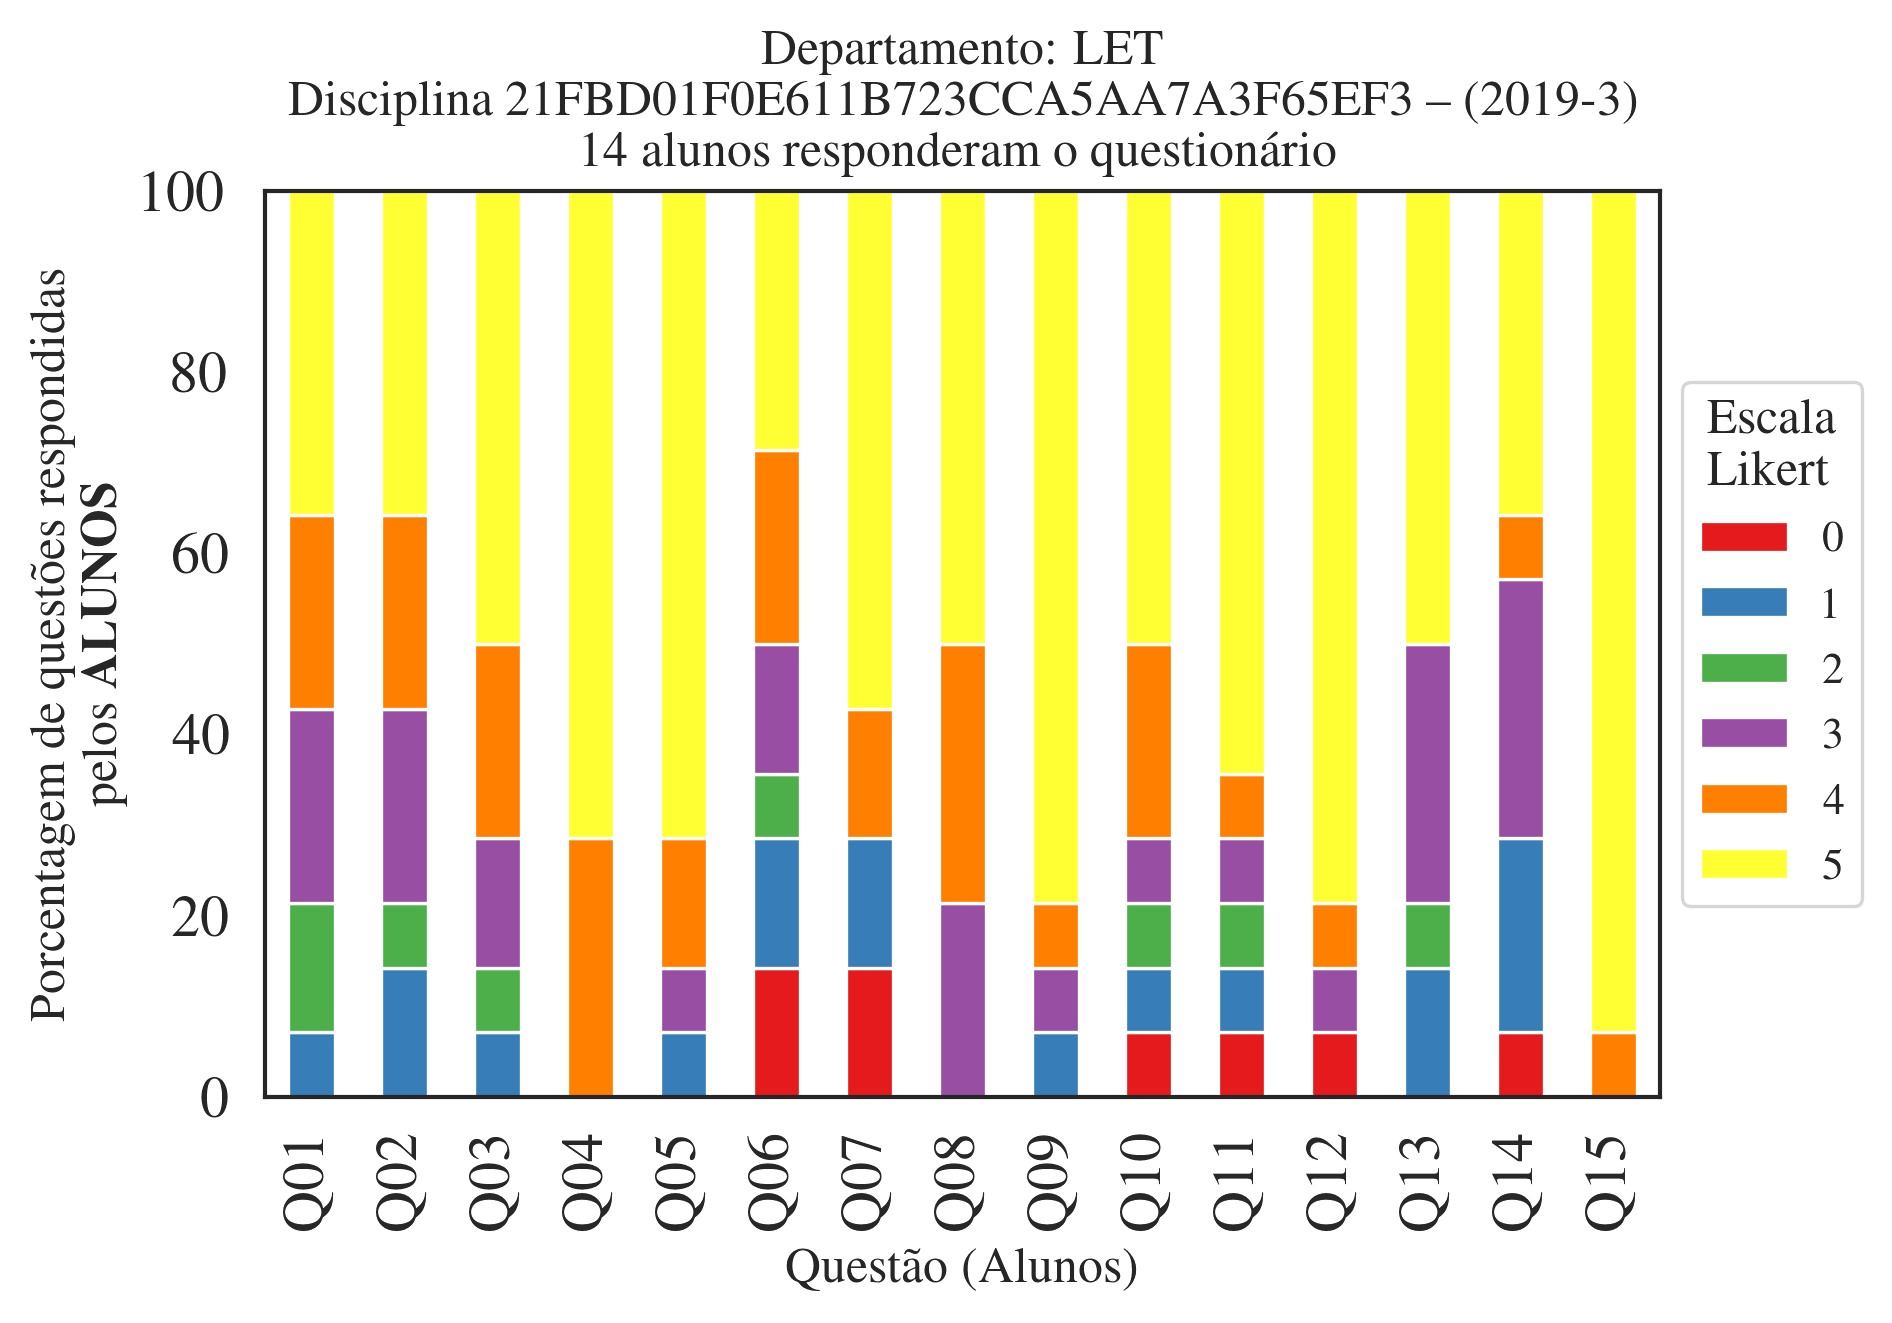 Departamento: LET
Disciplina 21FBD01F0E611B723CCA5AA7A3F65EF3 – (2019-3)
14 alunos responderam o questionário
Porcentagem de questões respondidas
pelos ALUNOS
100
80
60
40
20
0
Q01
Q02
Q03
Q04
Q05
Q06
Q07
Q08
Q09
Q10
Q11
Q12
Q13
Q14
Q15
Questão (Alunos)
Escala
Likert
0
1
2
3
4
5